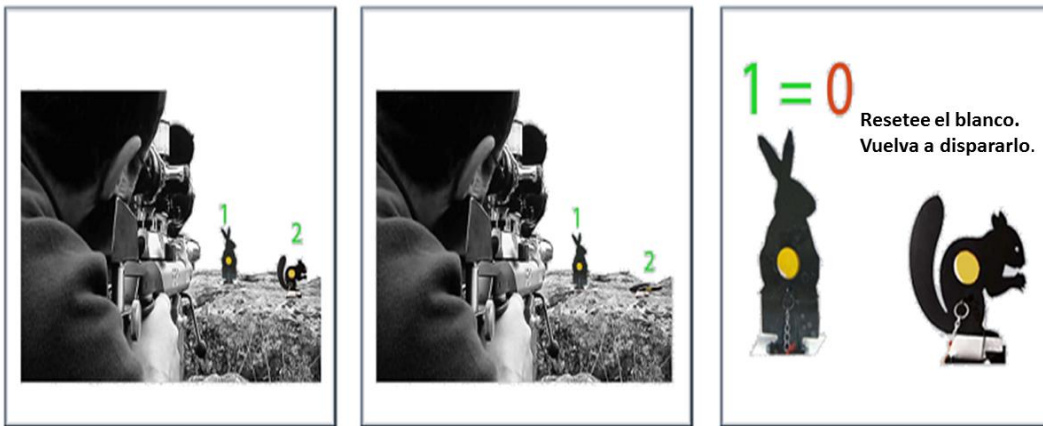 1
2
1
2
1 = 0
Resetee el blanco.
Vuelva a dispararlo.